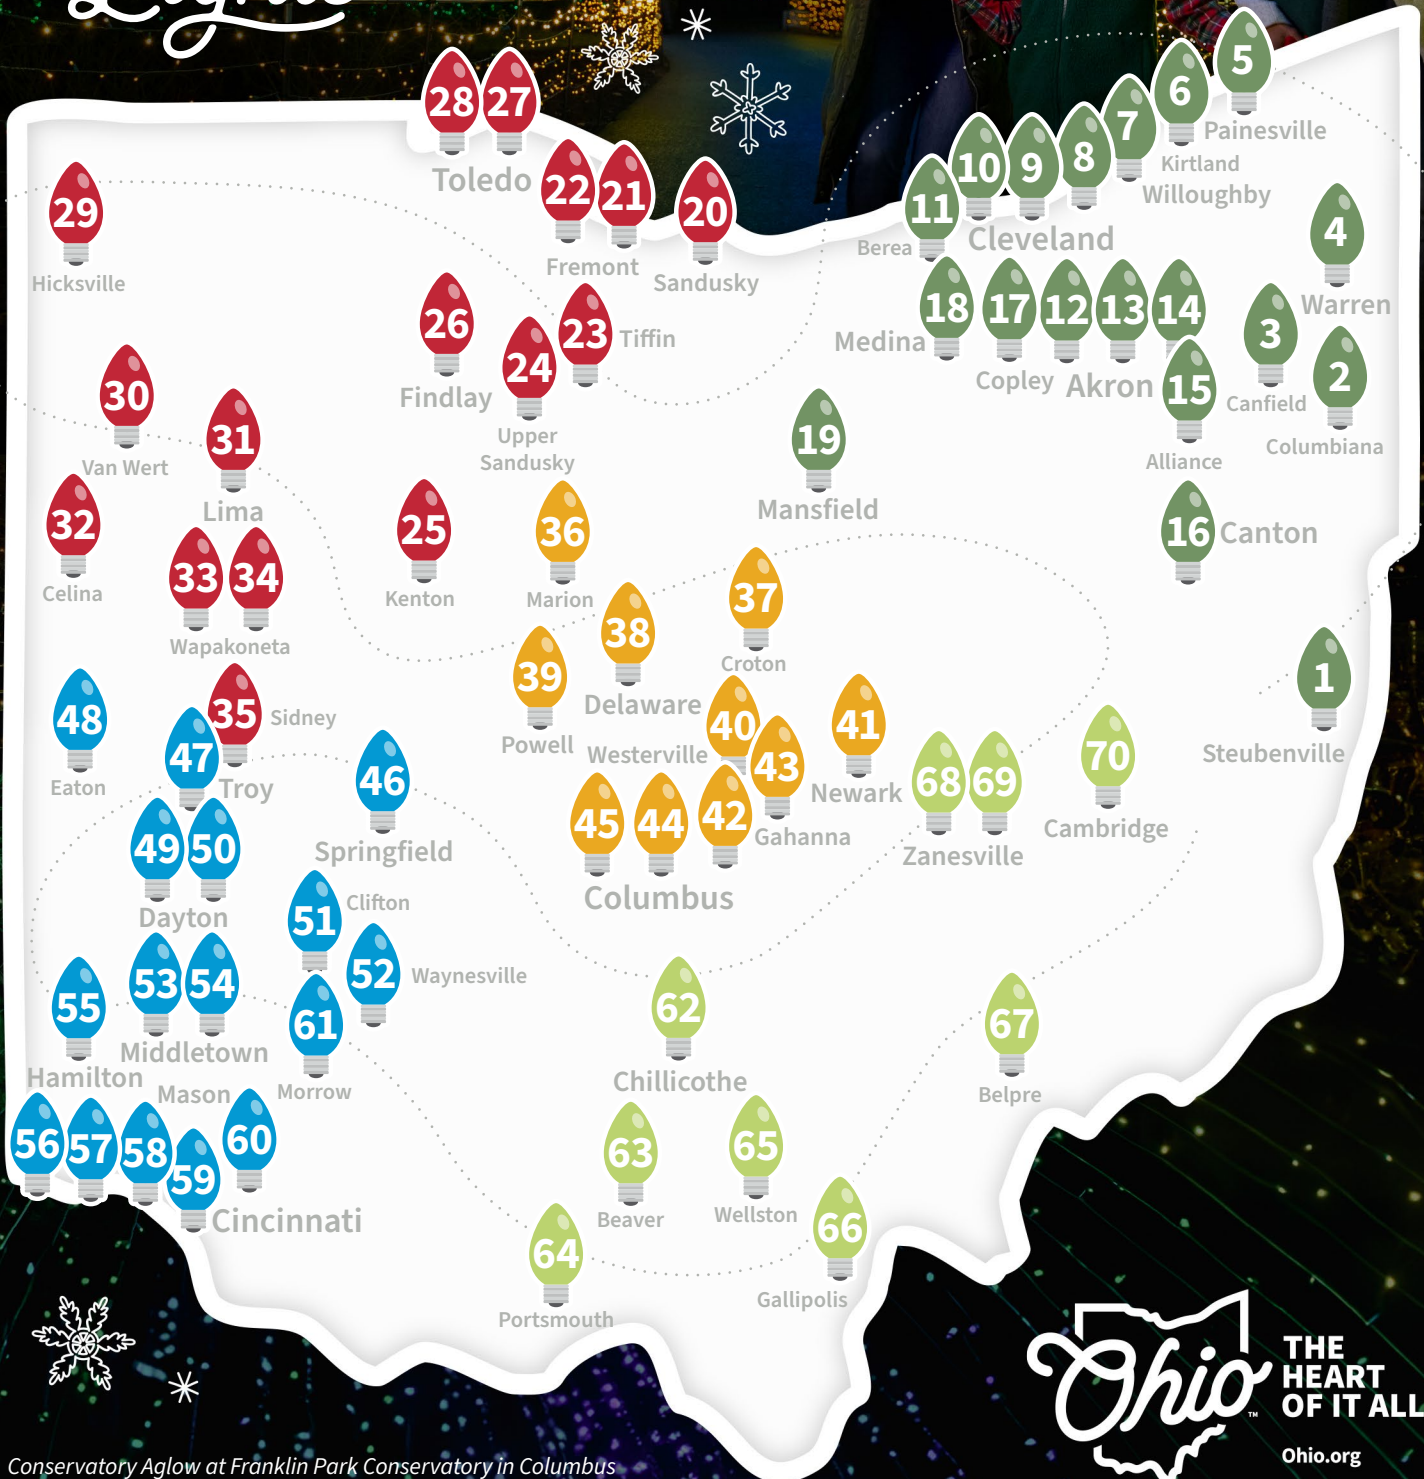 Lights
5
6
7
28
27
8
10
9
Painesville
Kirtland
Toledo
22
21
20
11
Willoughby
29
4
Berea
Cleveland
Fremont
Sandusky
Hicksville
18
17
12
13
14
Warren
26
23
Tiffin
Medina
3
24
Copley
Akron
15
2
30
Findlay
Canfield
31
Upper
Sandusky
19
Columbiana
Van Wert
Alliance
32
Lima
25
36
Mansfield
16
Canton
33
34
Celina
Kenton
Marion
37
38
Wapakoneta
39
Croton
1
48
35
Sidney
Delaware
40
41
47
Powell
Westerville
43
70
Steubenville
Eaton
Troy
46
68
69
Newark
45
44
42
Gahanna
Cambridge
49
50
Springfield
Zanesville
Columbus
Clifton
Dayton
51
52
Waynesville
53
54
55
61
62
67
Middletown
Hamilton
Mason
Morrow
Chillicothe
Belpre
56
57
58
60
63
65
59
Cincinnati
Beaver
Wellston
66
64
Gallipolis
Portsmouth
Ohio™
THE
HEART
OF IT ALL
Ohio.org
Conservatory Aglow at Franklin Park Conservatory in Columbus